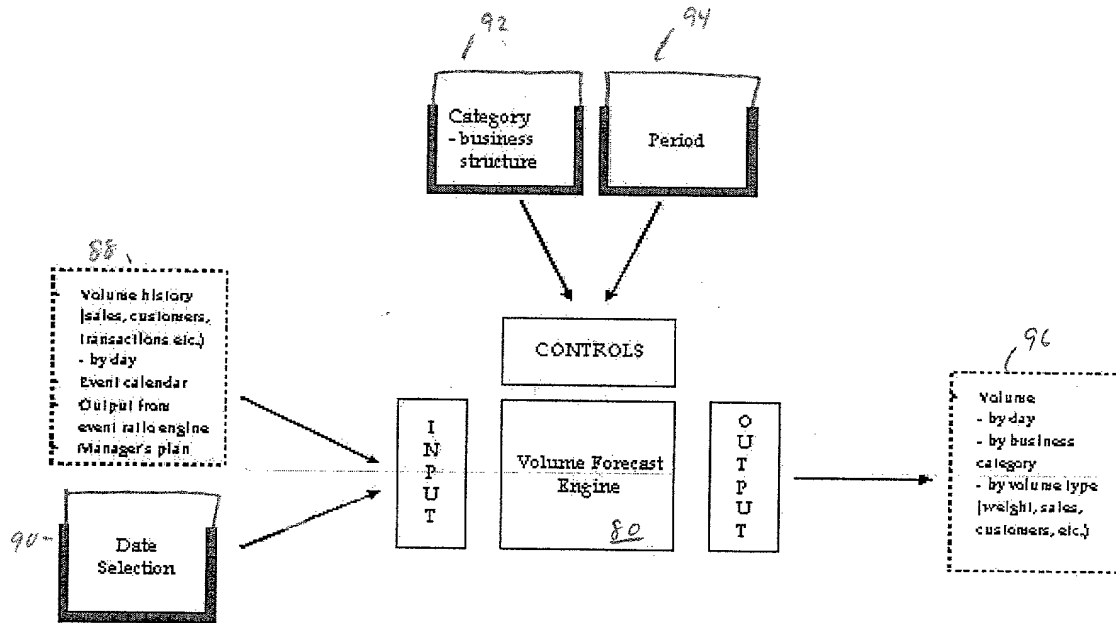 92
94
Category
- business
structure
Period
88
Volume history
(sales, customers,
transactions etc.)
- by day
Event calendar
Output from
event ratio engine
Manager's plan
CONTROLS
INPUT
Volume Forecast
Engine
80
OUTPUT
96
Volume
- by day
- by business
category
- by volume type
(weight, sales,
customers, etc.)
90
Date
Selection